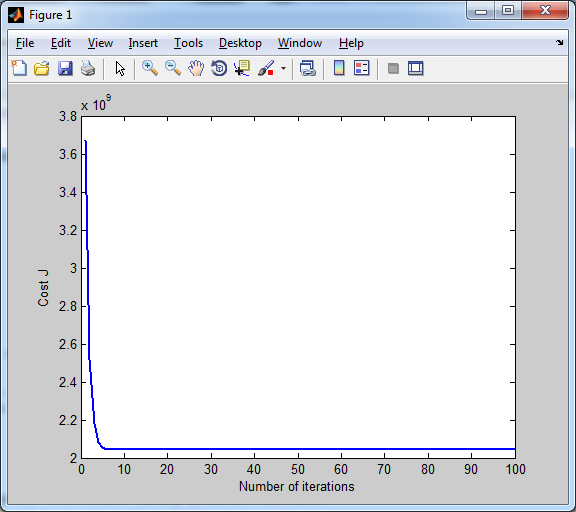 Figure 1
File Edit View Insert Tools Desktop Window Help
x 10^9
3.8
3.6
3.4
3.2
3
2.8
2.6
2.4
2.2
2
Cost J
0 10 20 30 40 50 60 70 80 90 100
Number of iterations